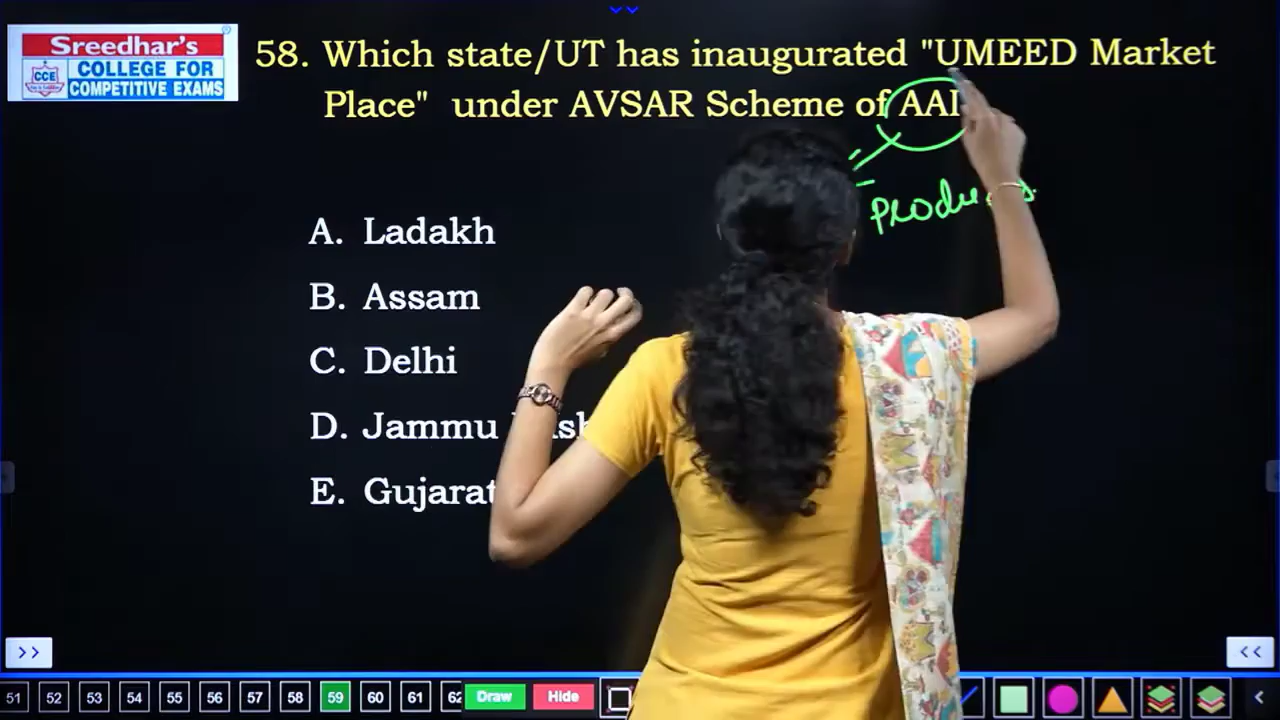 Sreedhar's
CCE
COLLEGE FOR
COMPETITIVE EXAMS
58. Which state/UT has inaugurated "UMEED Market
Place" under AVSAR Scheme of AAI
A. Ladakh
B. Assam
C. Delhi
D. Jammu
E. Gujarat
>>
<<
51 52 53 54 55 56 57 58 59 60 61 62 Draw Hide